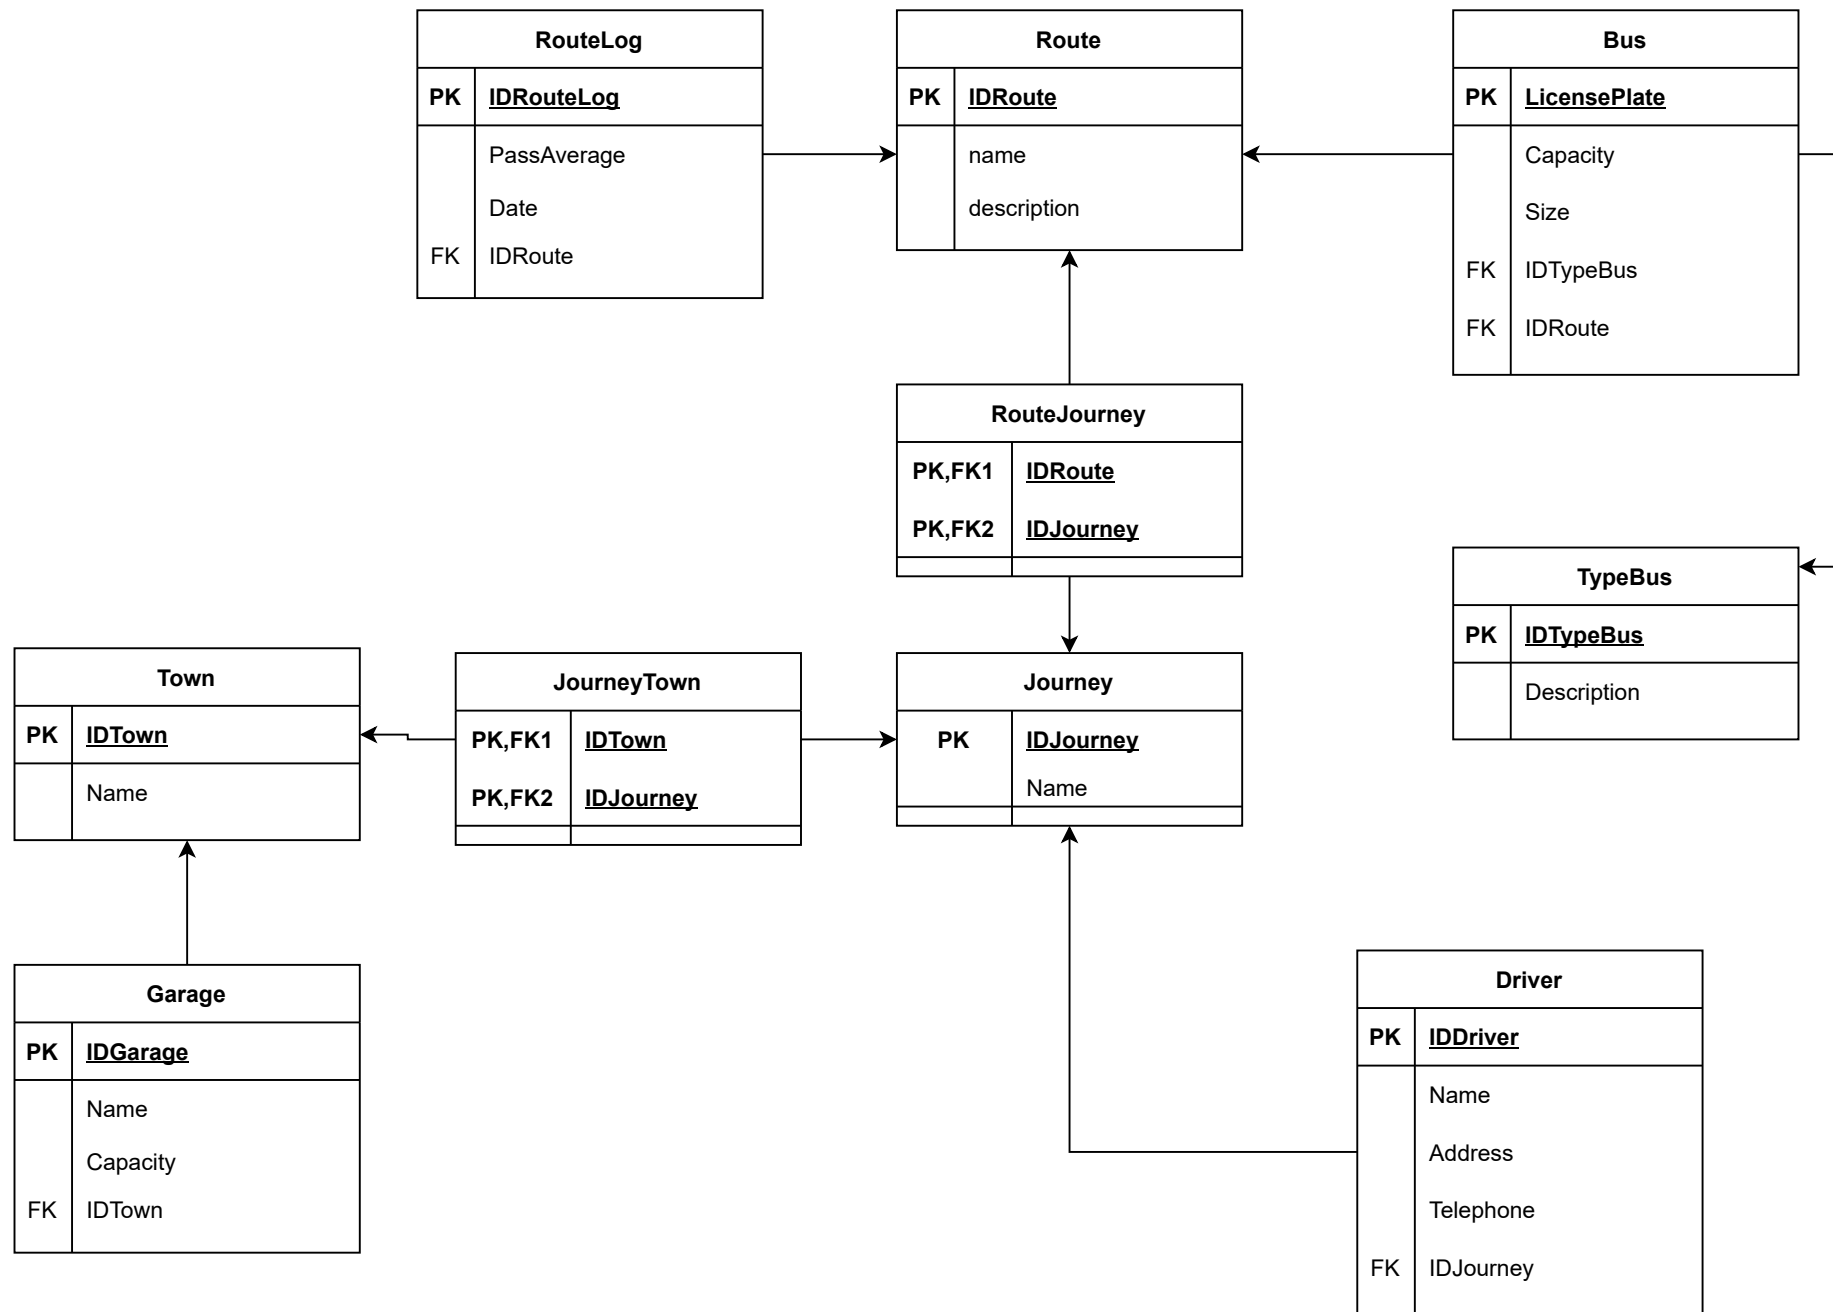 RouteLog
PK IDRouteLog
PassAverage
Date
FK IDRoute
Route
PK IDRoute
name
description
Bus
PK LicensePlate
Capacity
Size
FK IDTypeBus
FK IDRoute
RouteJourney
PK,FK1 IDRoute
PK,FK2 IDJourney
TypeBus
PK IDTypeBus
Description
Town
PK IDTown
Name
JourneyTown
PK,FK1 IDTown
PK,FK2 IDJourney
Journey
PK IDJourney
Name
Garage
PK IDGarage
Name
Capacity
FK IDTown
Driver
PK IDDriver
Name
Address
Telephone
FK IDJourney